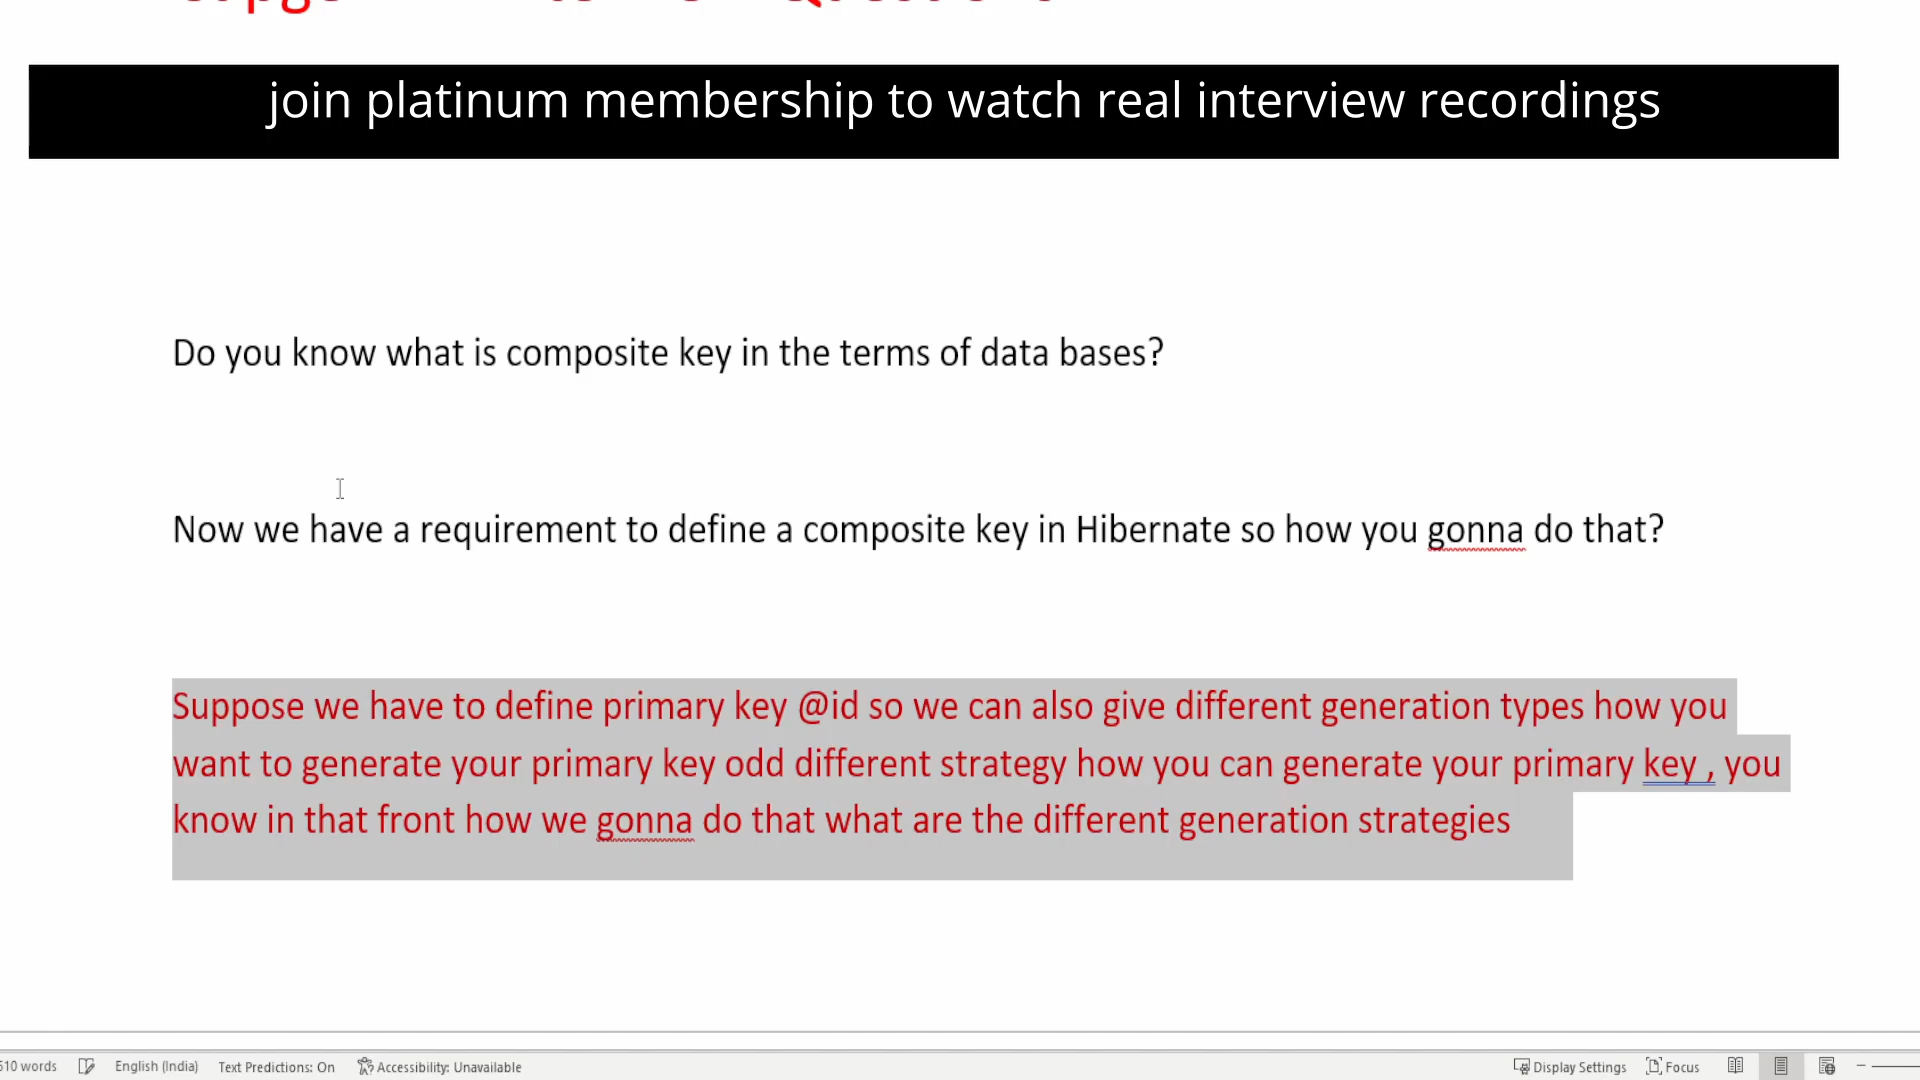 join platinum membership to watch real interview recordings
Do you know what is composite key in the terms of data bases?
Now we have a requirement to define a composite key in Hibernate so how you gonna do that?
Suppose we have to define primary key @id so we can also give different generation types how you
want to generate your primary key odd different strategy how you can generate your primary key , you
know in that front how we gonna do that what are the different generation strategies
510 words English (India) Text Predictions: On Accessibility: Unavailable Display Settings Focus